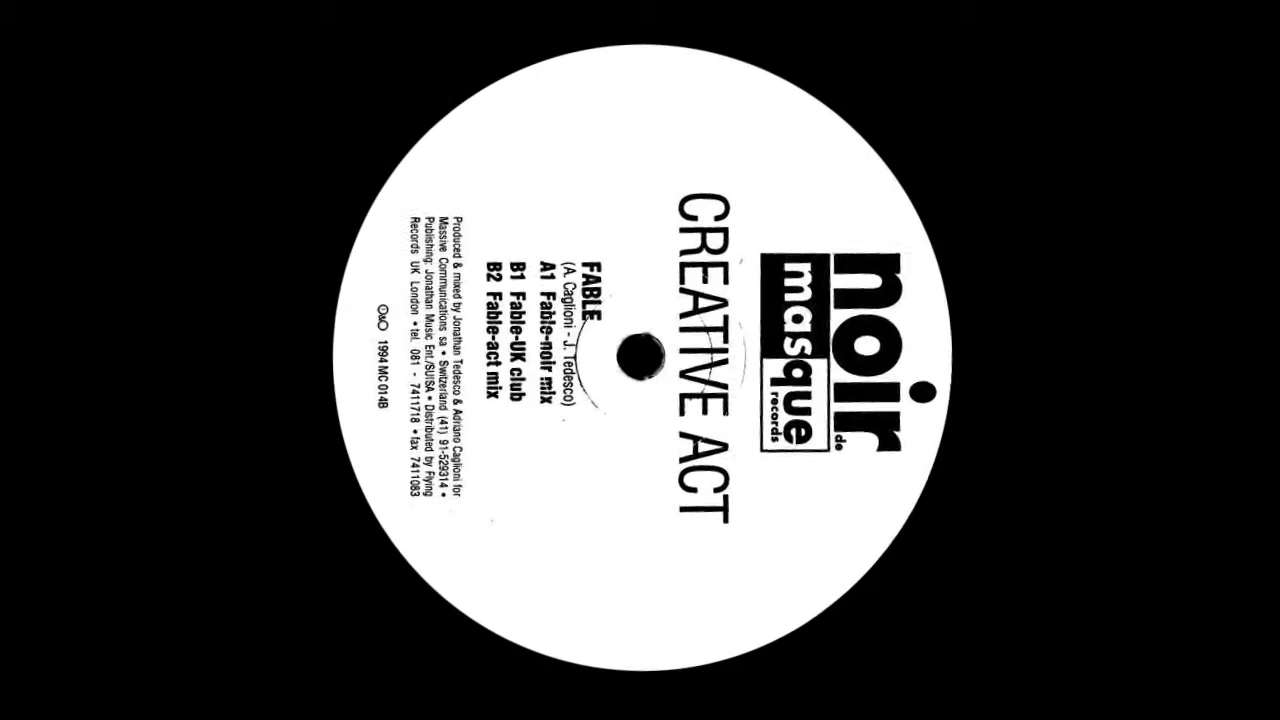 noir
de
masque
records
CREATIVE ACT
FABLE
(A. Caglioni - J. Tedesco)
A1 Fable-noir mix
B1 Fable-UK club
B2 Fable-act mix
Produced & mixed by Jonathan Tedesco & Adriano Caglioni for
Massive Communications sa • Switzerland (41) 91-529314 •
Publishing: Jonathan Music Ent./SUISA • Distributed by Flying
Records UK London • tel. 081 - 7411718 • fax 7411083
℗&© 1994 MC 014B